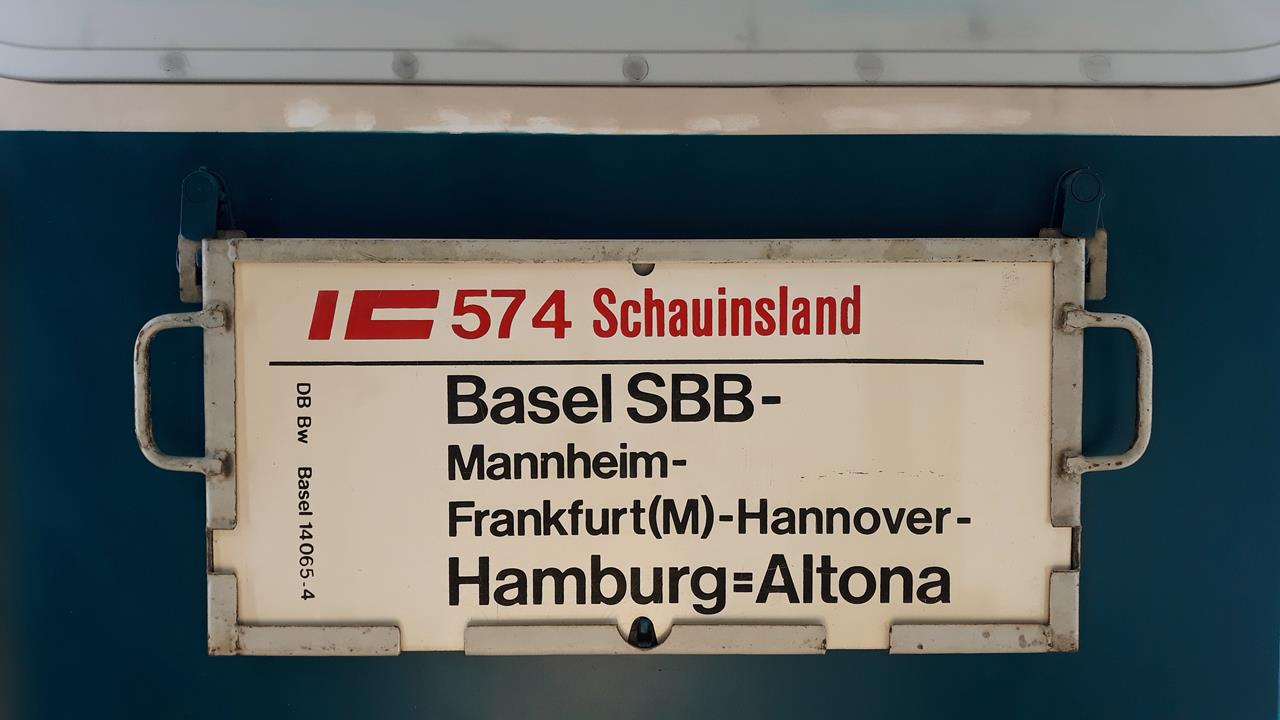 IC 574 Schauinsland
Basel SBB-
Mannheim-
Frankfurt(M)-Hannover-
Hamburg=Altona
DB Bw Basel 14065-4